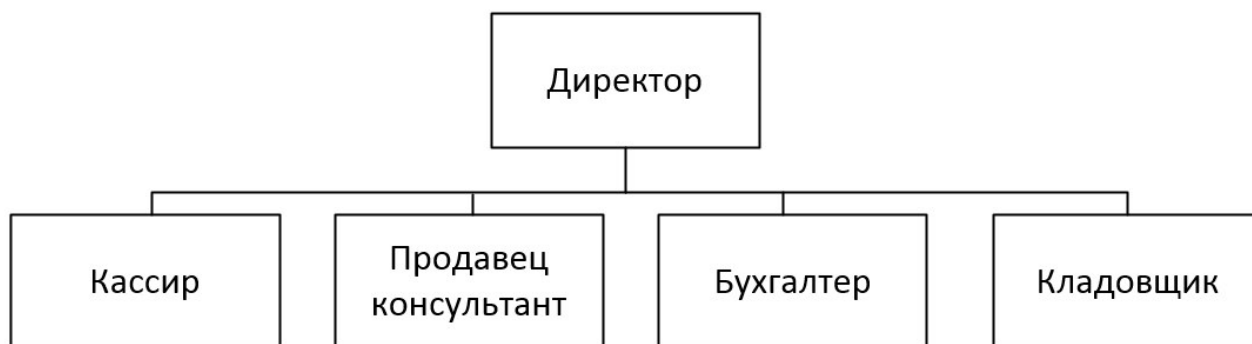 Директор
Кассир
Продавец
консультант
Бухгалтер
Кладовщик